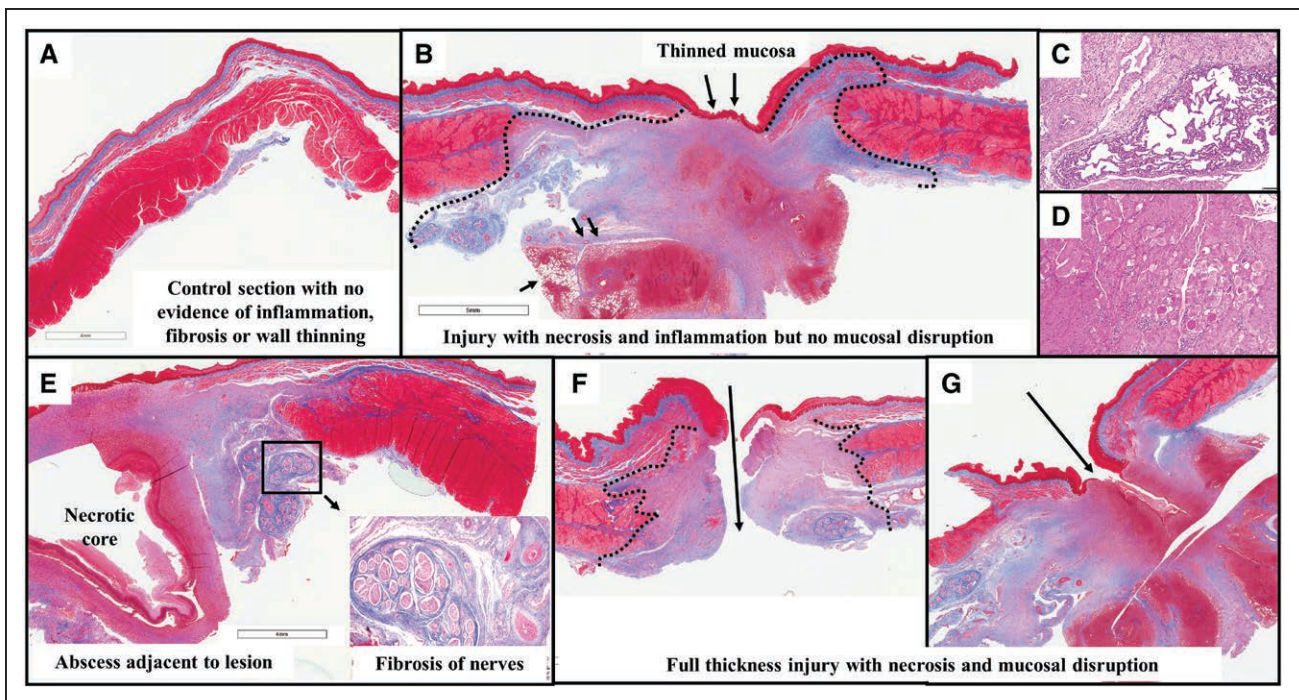 A
Control section with no
evidence of inflammation,
fibrosis or wall thinning
B
Thinned mucosa
5mm
Injury with necrosis and inflammation but no mucosal disruption
C
D
E
Necrotic
core
4mm
Abscess adjacent to lesion
Fibrosis of nerves
F
G
Full thickness injury with necrosis and mucosal disruption